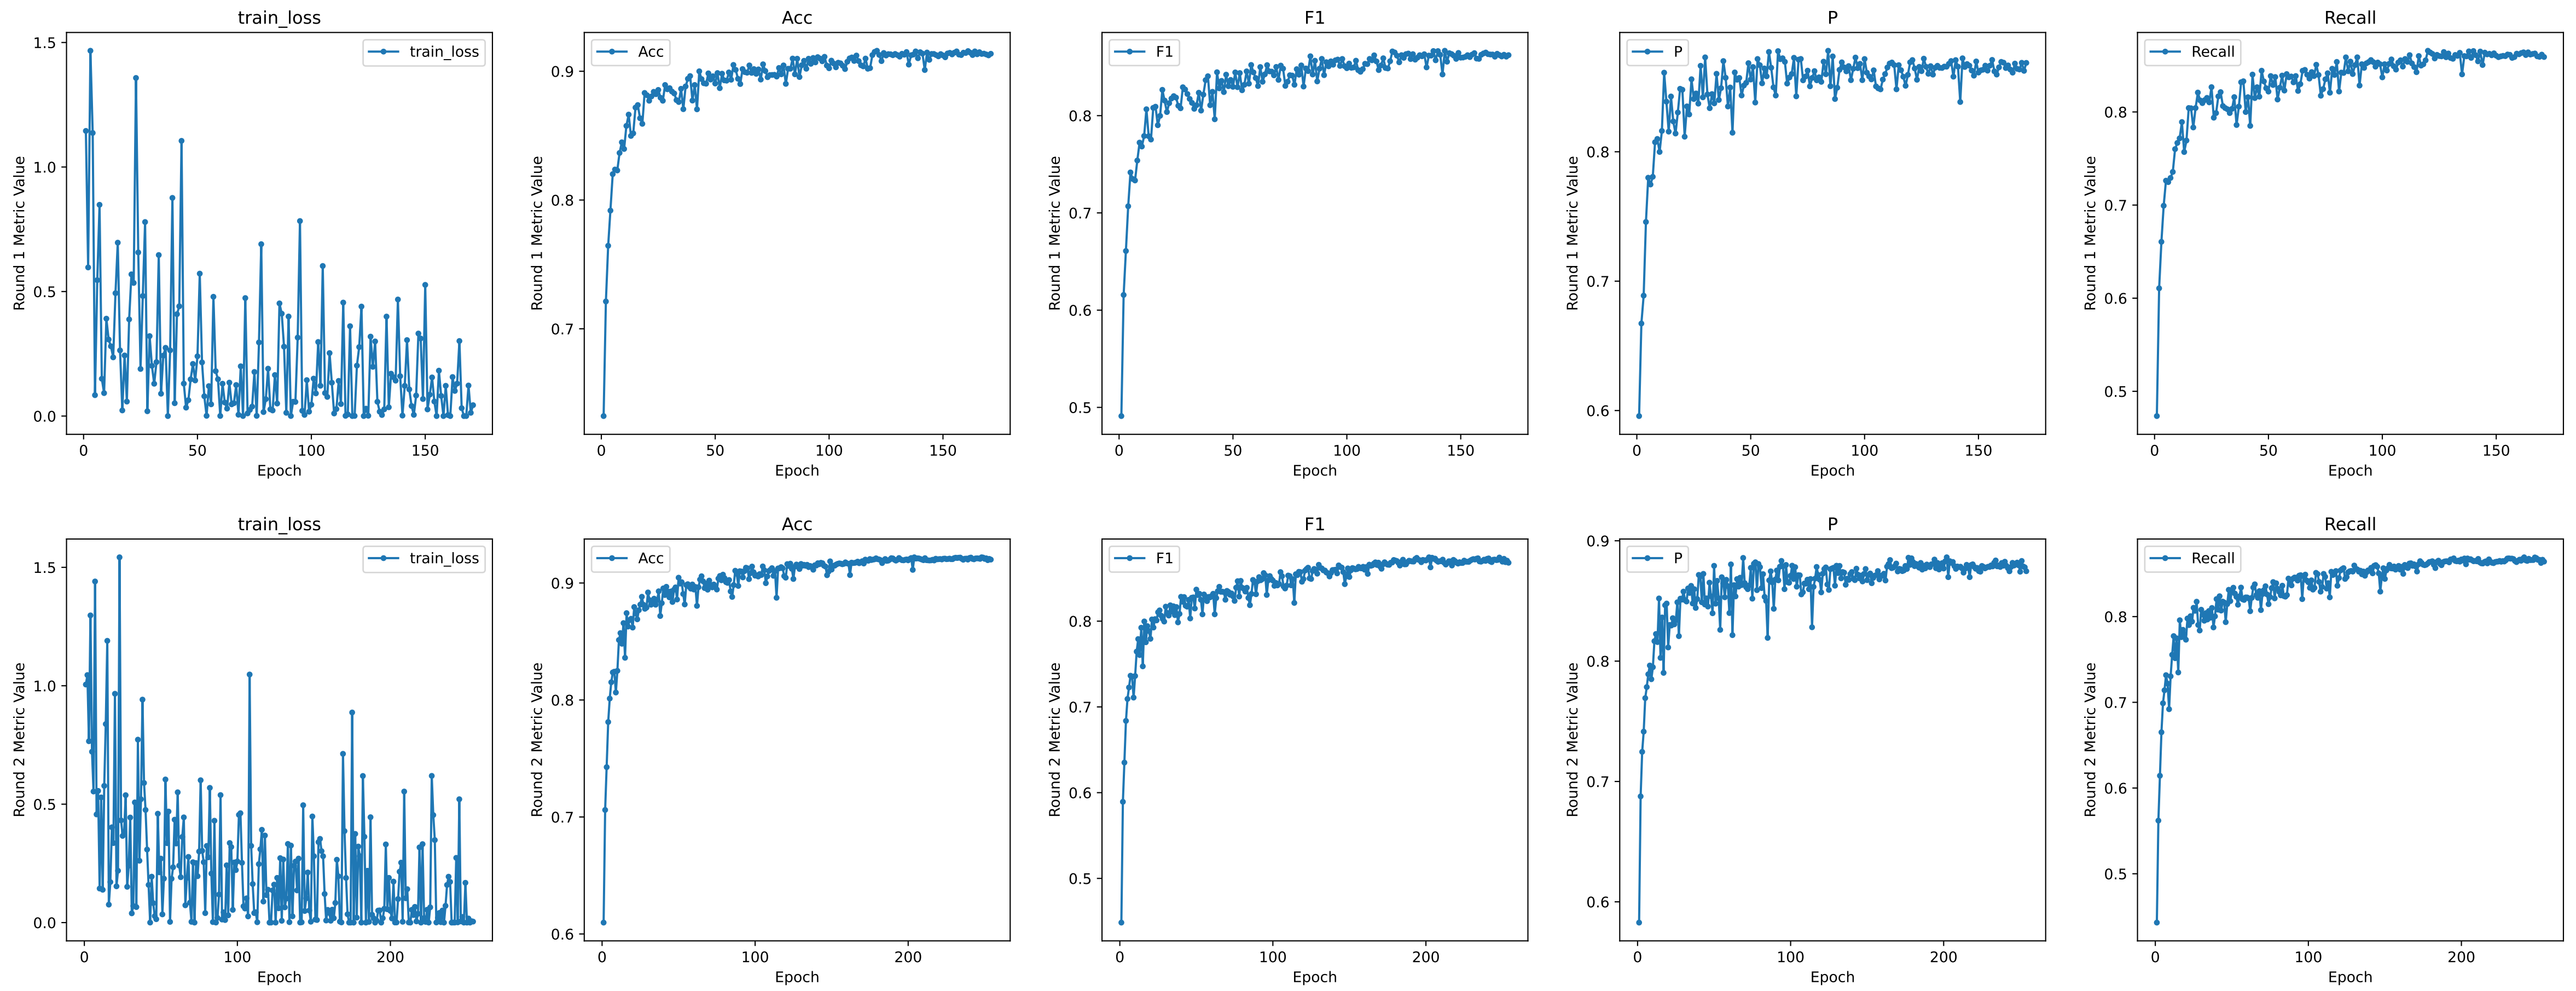 train_loss
Round 1 Metric Value
1.5
1.0
0.5
0.0
train_loss
0
50
100
150
Epoch
Acc
Round 1 Metric Value
0.9
0.8
0.7
Acc
0
50
100
150
Epoch
F1
Round 1 Metric Value
0.8
0.7
0.6
0.5
F1
0
50
100
150
Epoch
P
Round 1 Metric Value
0.8
0.7
0.6
P
0
50
100
150
Epoch
Recall
Round 1 Metric Value
0.8
0.7
0.6
0.5
Recall
0
50
100
150
Epoch
train_loss
Round 2 Metric Value
1.5
1.0
0.5
0.0
train_loss
0
100
200
Epoch
Acc
Round 2 Metric Value
0.9
0.8
0.7
0.6
Acc
0
100
200
Epoch
F1
Round 2 Metric Value
0.8
0.7
0.6
0.5
F1
0
100
200
Epoch
P
Round 2 Metric Value
0.9
0.8
0.7
0.6
P
0
100
200
Epoch
Recall
Round 2 Metric Value
0.8
0.7
0.6
0.5
Recall
0
100
200
Epoch